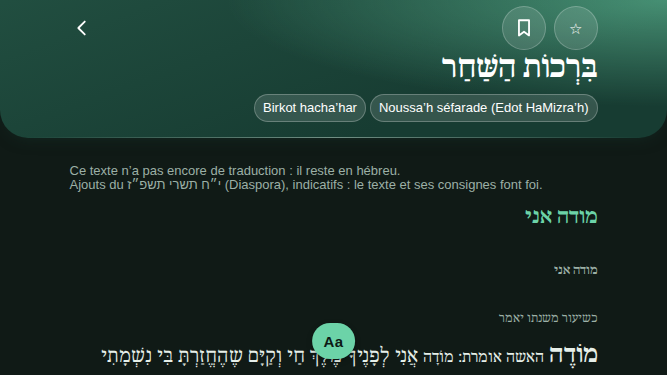 ☆
בִּרְכוֹת הַשַּׁחַר
Birkot hacha’har
Noussa’h séfarade (Edot HaMizra’h)
Ce texte n’a pas encore de traduction : il reste en hébreu.
Ajouts du י״ח תשרי תשפ״ז (Diaspora), indicatifs : le texte et ses consignes font foi.
מודה אני
מודה אני
כשיעור משנתו יאמר
מוֹדֶה האשה אומרת: מוֹדָה אֲנִי לְפָנֶיךָ מֶלֶךְ חַי וְקַיָּם שֶׁהֶחֱזַרְתָּ בִּי נִשְׁמָתִי
Aa